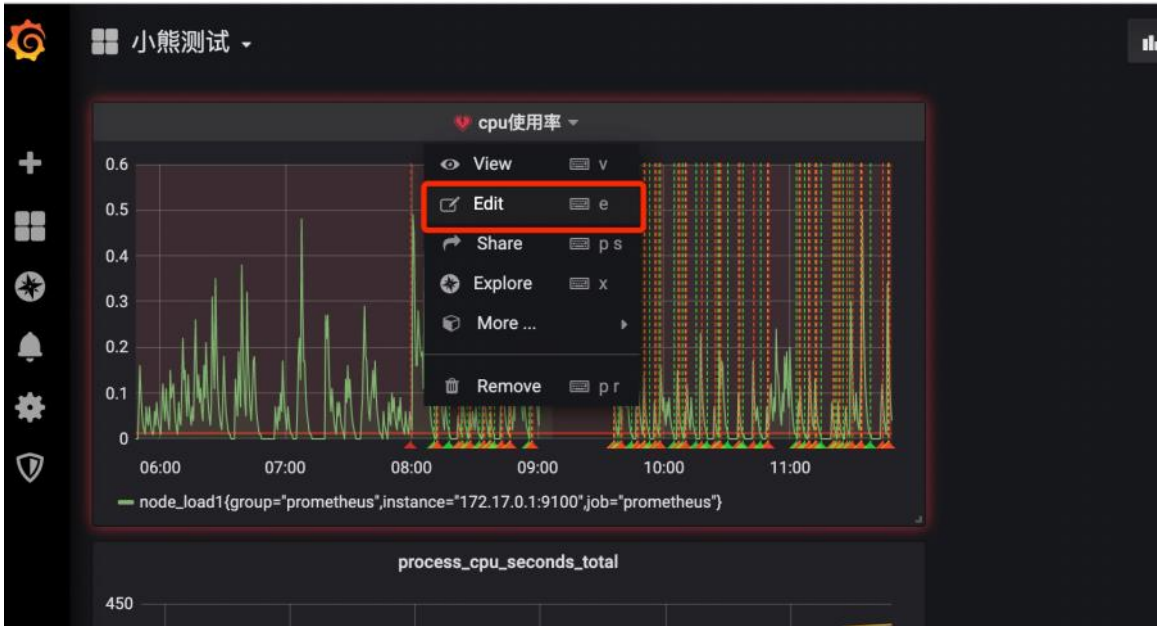 小熊测试
cpu使用率
0.6
0.5
0.4
0.3
0.2
0.1
0
View v
Edit e
Share p s
Explore x
More ...
Remove p r
06:00 07:00 08:00 09:00 10:00 11:00
node_load1{group="prometheus",instance="172.17.0.1:9100",job="prometheus"}
process_cpu_seconds_total
450